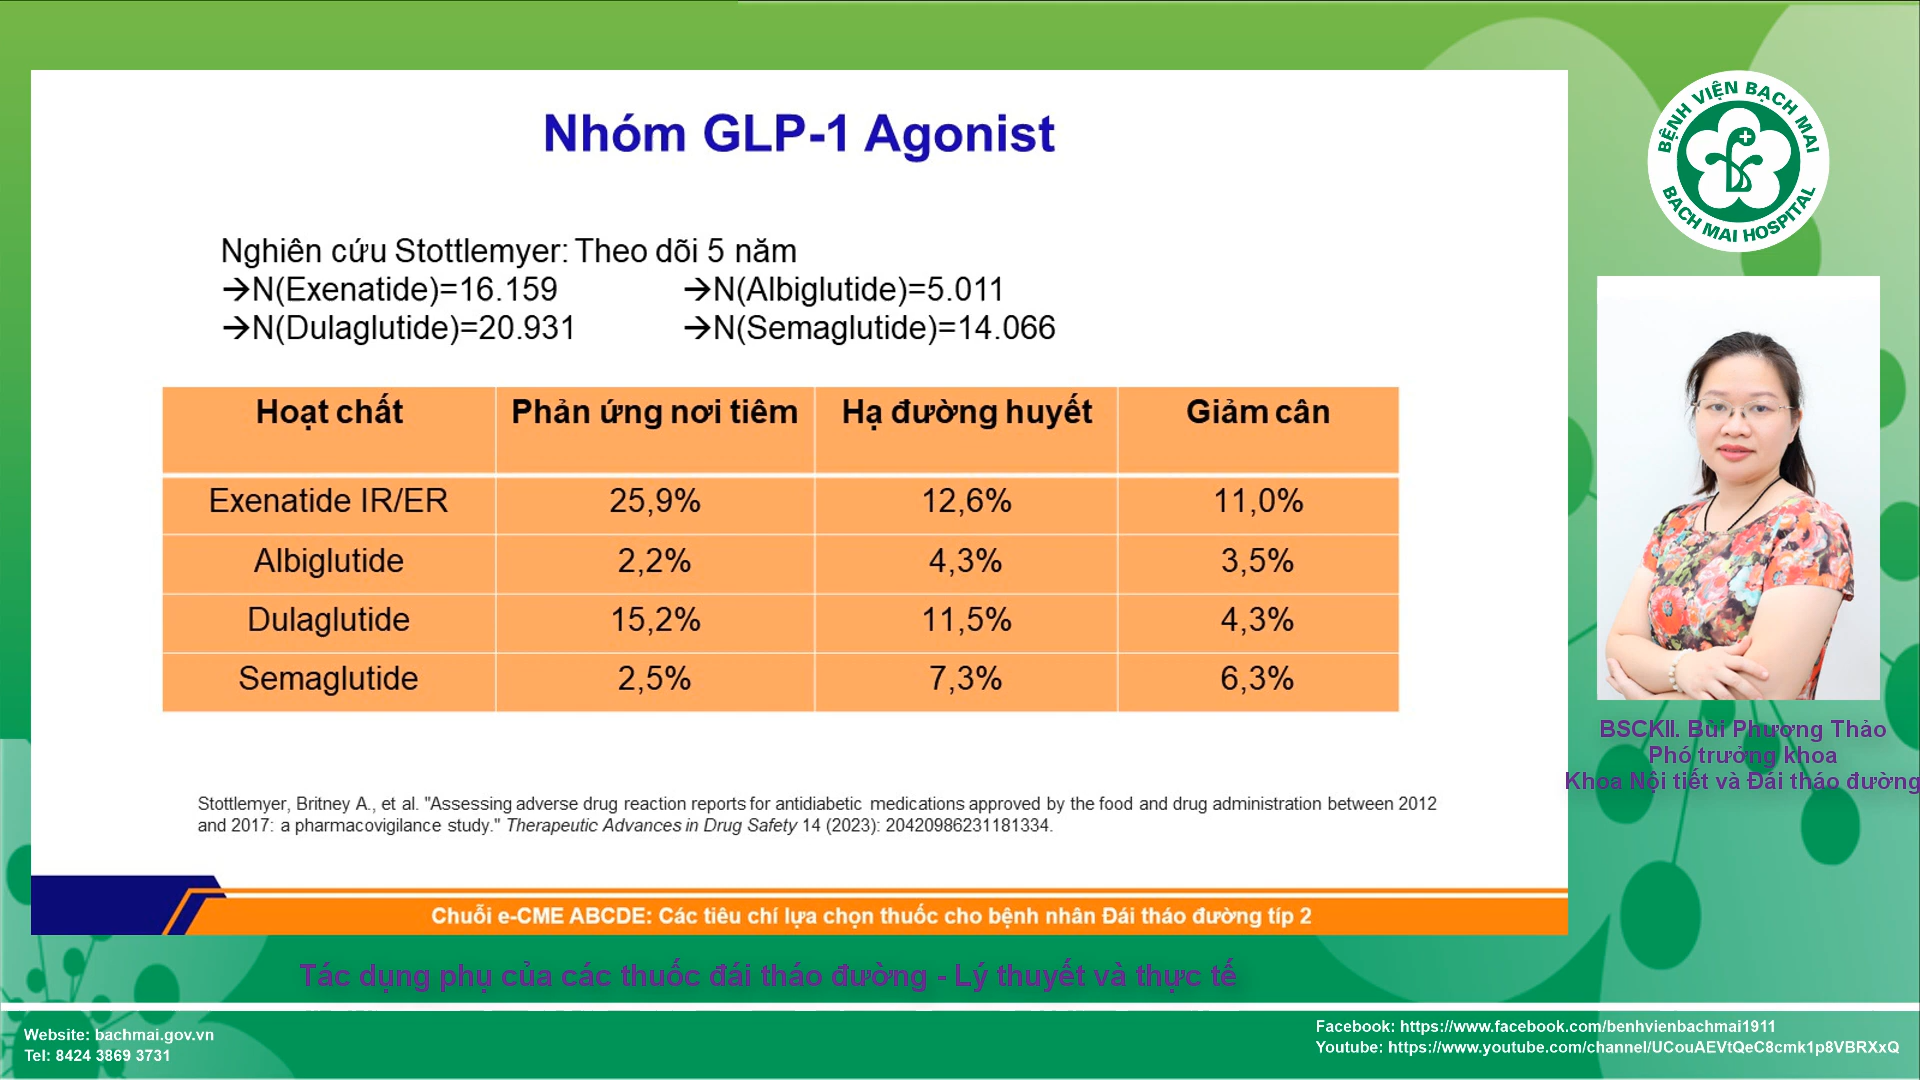 Nhóm GLP-1 Agonist
Nghiên cứu Stottlemyer: Theo dõi 5 năm
→N(Exenatide)=16.159 →N(Albiglutide)=5.011
→N(Dulaglutide)=20.931 →N(Semaglutide)=14.066
Hoạt chất Phản ứng nơi tiêm Hạ đường huyết Giảm cân
Exenatide IR/ER 25,9% 12,6% 11,0%
Albiglutide 2,2% 4,3% 3,5%
Dulaglutide 15,2% 11,5% 4,3%
Semaglutide 2,5% 7,3% 6,3%
Stottlemyer, Britney A., et al. "Assessing adverse drug reaction reports for antidiabetic medications approved by the food and drug administration between 2012
and 2017: a pharmacovigilance study." Therapeutic Advances in Drug Safety 14 (2023): 20420986231181334.
Chuỗi e-CME ABCDE: Các tiêu chí lựa chọn thuốc cho bệnh nhân Đái tháo đường típ 2
BỆNH VIỆN BẠCH MAI
BACH MAI HOSPITAL
BSCKII. Bùi Phương Thảo
Phó trưởng khoa
Khoa Nội tiết và Đái tháo đường
Tác dụng phụ của các thuốc đái tháo đường - Lý thuyết và thực tế
Website: bachmai.gov.vn
Tel: 8424 3869 3731
Facebook: https://www.facebook.com/benhvienbachmai1911
Youtube: https://www.youtube.com/channel/UCouAEVtQeC8cmk1p8VBRXxQ